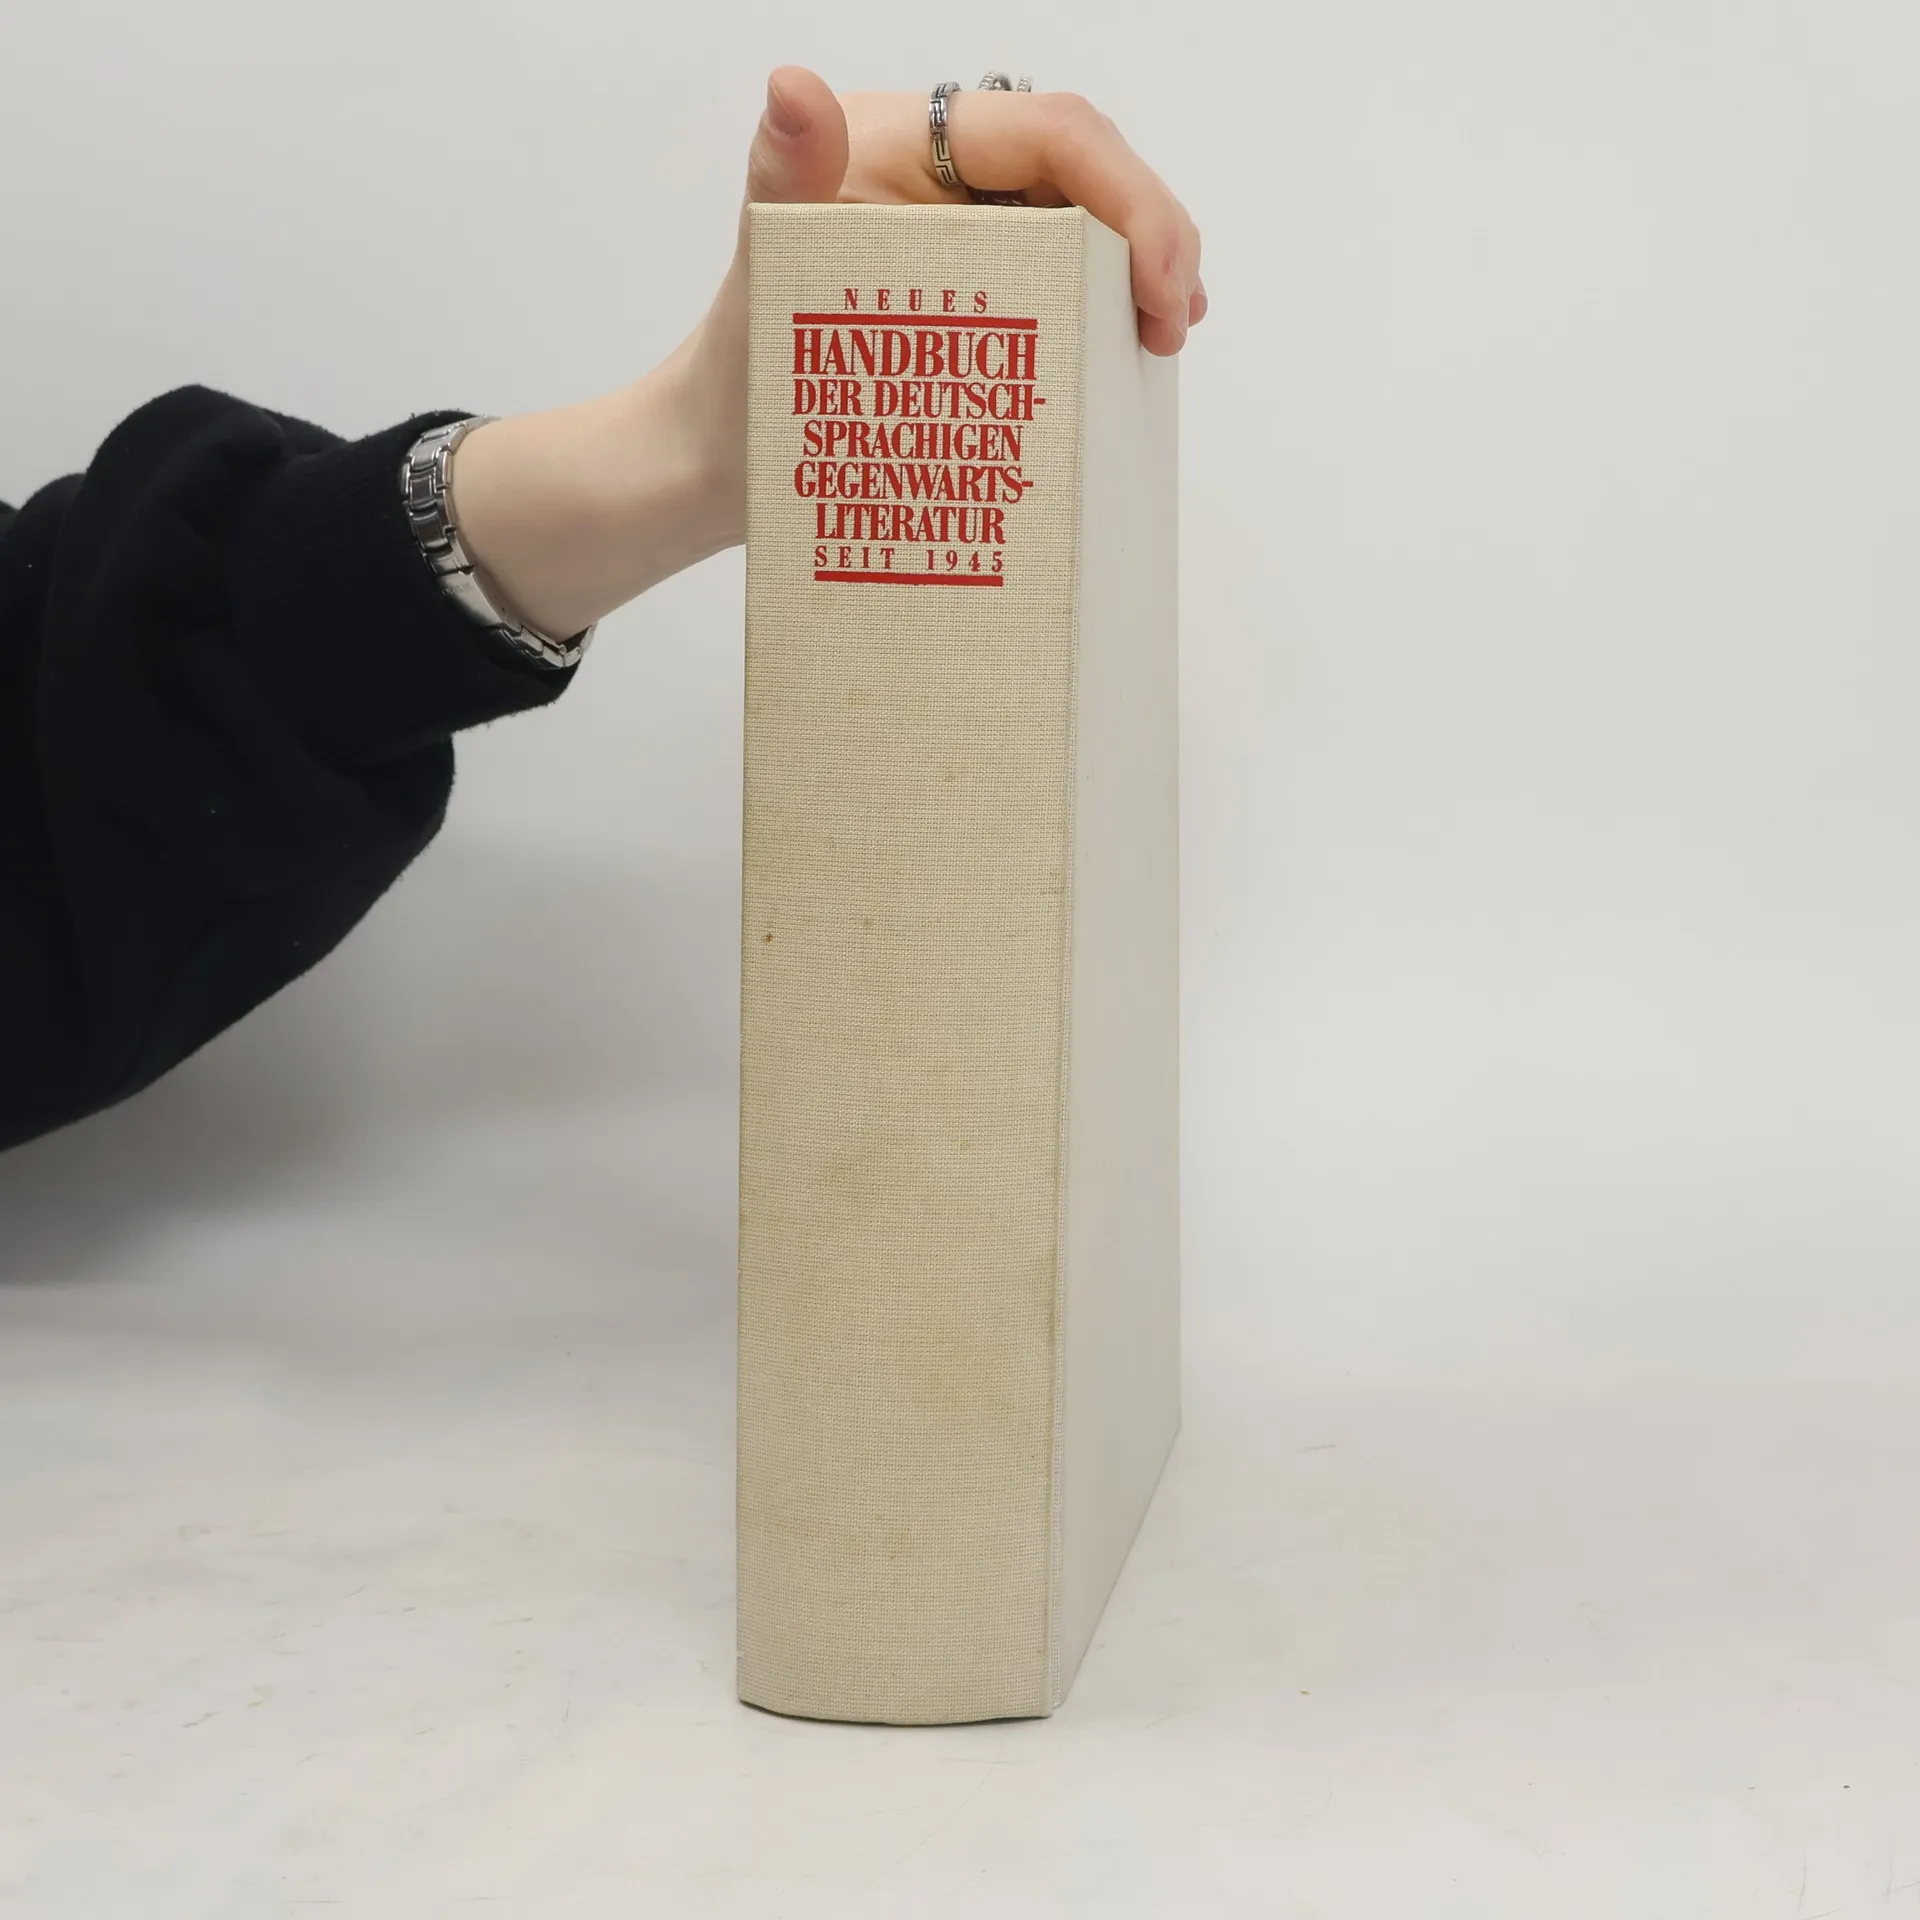 NEUES
HANDBUCH
DER DEUTSCH-
SPRACHIGEN
GEGENWARTS-
LITERATUR
SEIT 1945